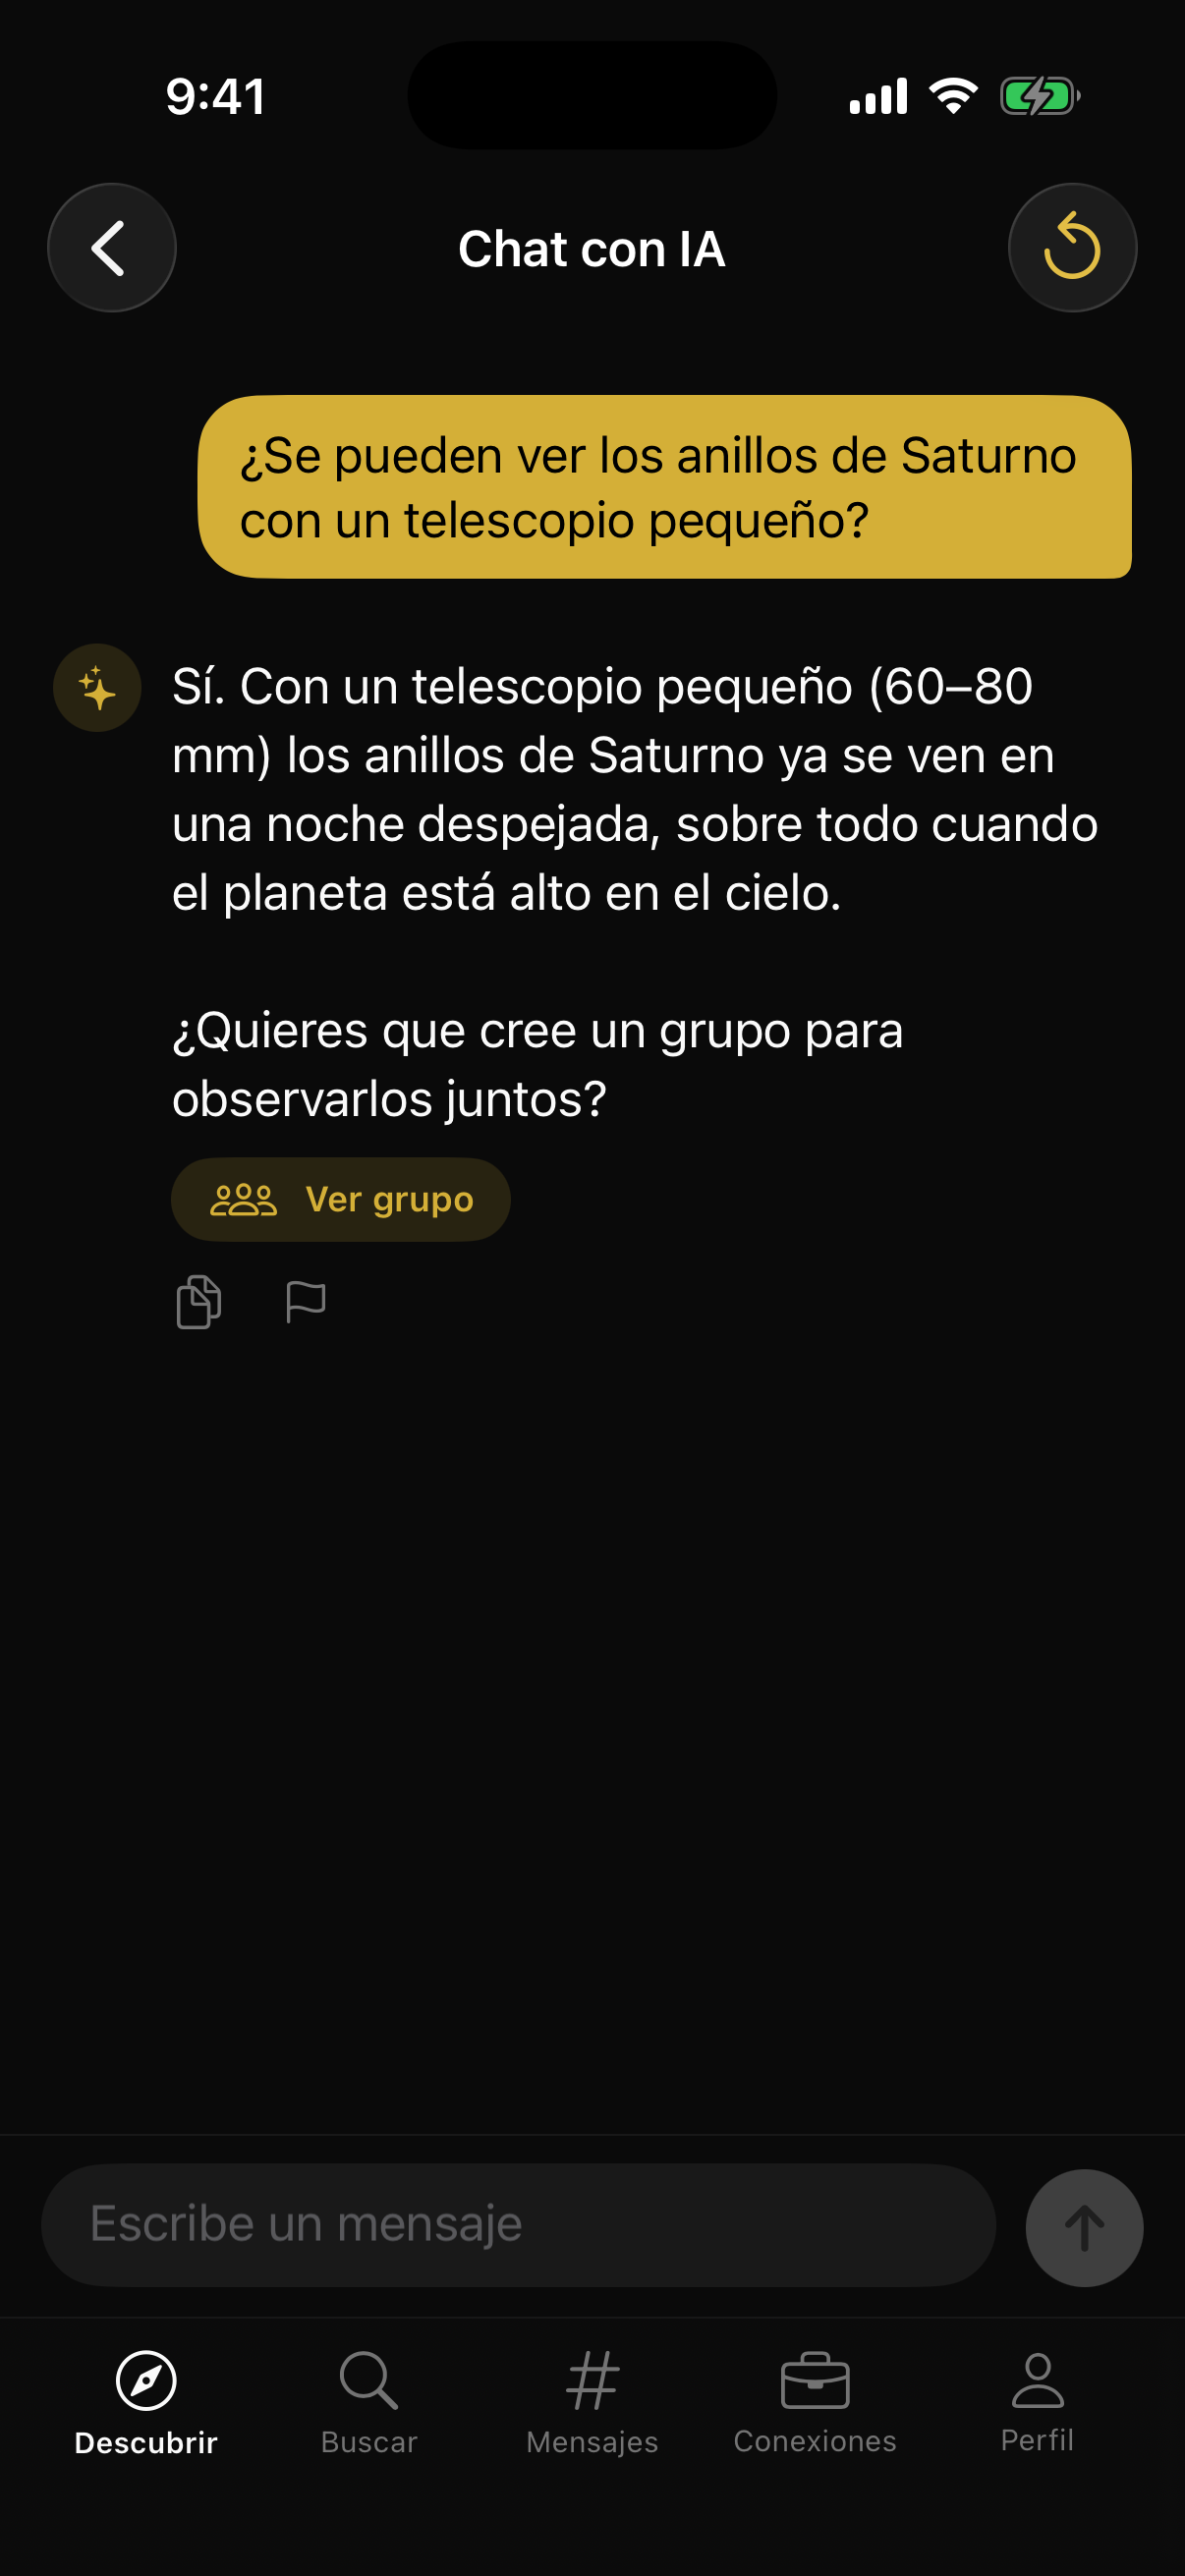 9:41
Chat con IA
¿Se pueden ver los anillos de Saturno
con un telescopio pequeño?
Sí. Con un telescopio pequeño (60–80
mm) los anillos de Saturno ya se ven en
una noche despejada, sobre todo cuando
el planeta está alto en el cielo.
¿Quieres que cree un grupo para
observarlos juntos?
Ver grupo
Escribe un mensaje
Descubrir
Buscar
Mensajes
Conexiones
Perfil